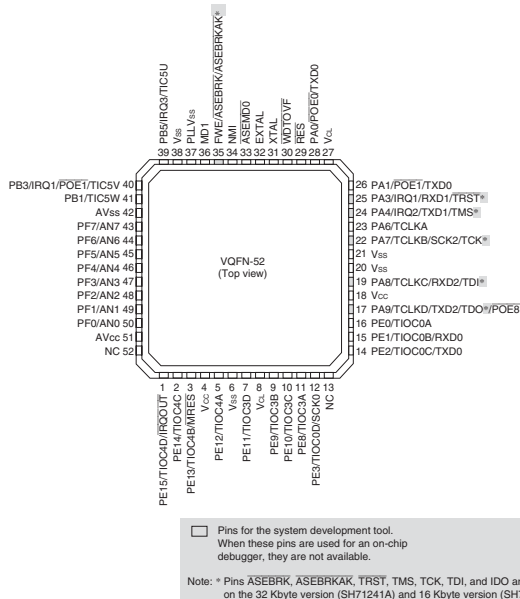 PB5/IRQ3/TIC5U
Vss
PLLVss
MD1
FWE/ASEBRK/ASEBRKAK*
NMI
ASEMD0
EXTAL
XTAL
WDTOVF
RES
PA0/POE0/TXD0
VCL
39 38 37 36 35 34 33 32 31 30 29 28 27
PB3/IRQ1/POE1/TIC5V 40
PB1/TIC5W 41
AVss 42
PF7/AN7 43
PF6/AN6 44
PF5/AN5 45
PF4/AN4 46
PF3/AN3 47
PF2/AN2 48
PF1/AN1 49
PF0/AN0 50
AVcc 51
NC 52
VQFN-52
(Top view)
26 PA1/POE1/TXD0
25 PA3/IRQ1/RXD1/TRST*
24 PA4/IRQ2/TXD1/TMS*
23 PA6/TCLKA
22 PA7/TCLKB/SCK2/TCK*
21 Vss
20 Vss
19 PA8/TCLKC/RXD2/TDI*
18 Vcc
17 PA9/TCLKD/TXD2/TDO*/POE8
16 PE0/TIOC0A
15 PE1/TIOC0B/RXD0
14 PE2/TIOC0C/TXD0
1 2 3 4 5 6 7 8 9 10 11 12 13
PE15/TIOC4D/IRQOUT
PE14/TIOC4C
PE13/TIOC4B/MRES
Vcc
PE12/TIOC4A
Vss
PE11/TIOC3D
VCL
PE9/TIOC3B
PE10/TIOC3C
PE8/TIOC3A
PE3/TIOC0D/SCK0
NC
Pins for the system development tool.
When these pins are used for an on-chip
debugger, they are not available.
Note: * Pins ASEBRK, ASEBRKAK, TRST, TMS, TCK, TDI, and IDO
on the 32 Kbyte version (SH71241A) and 16 Kbyte version